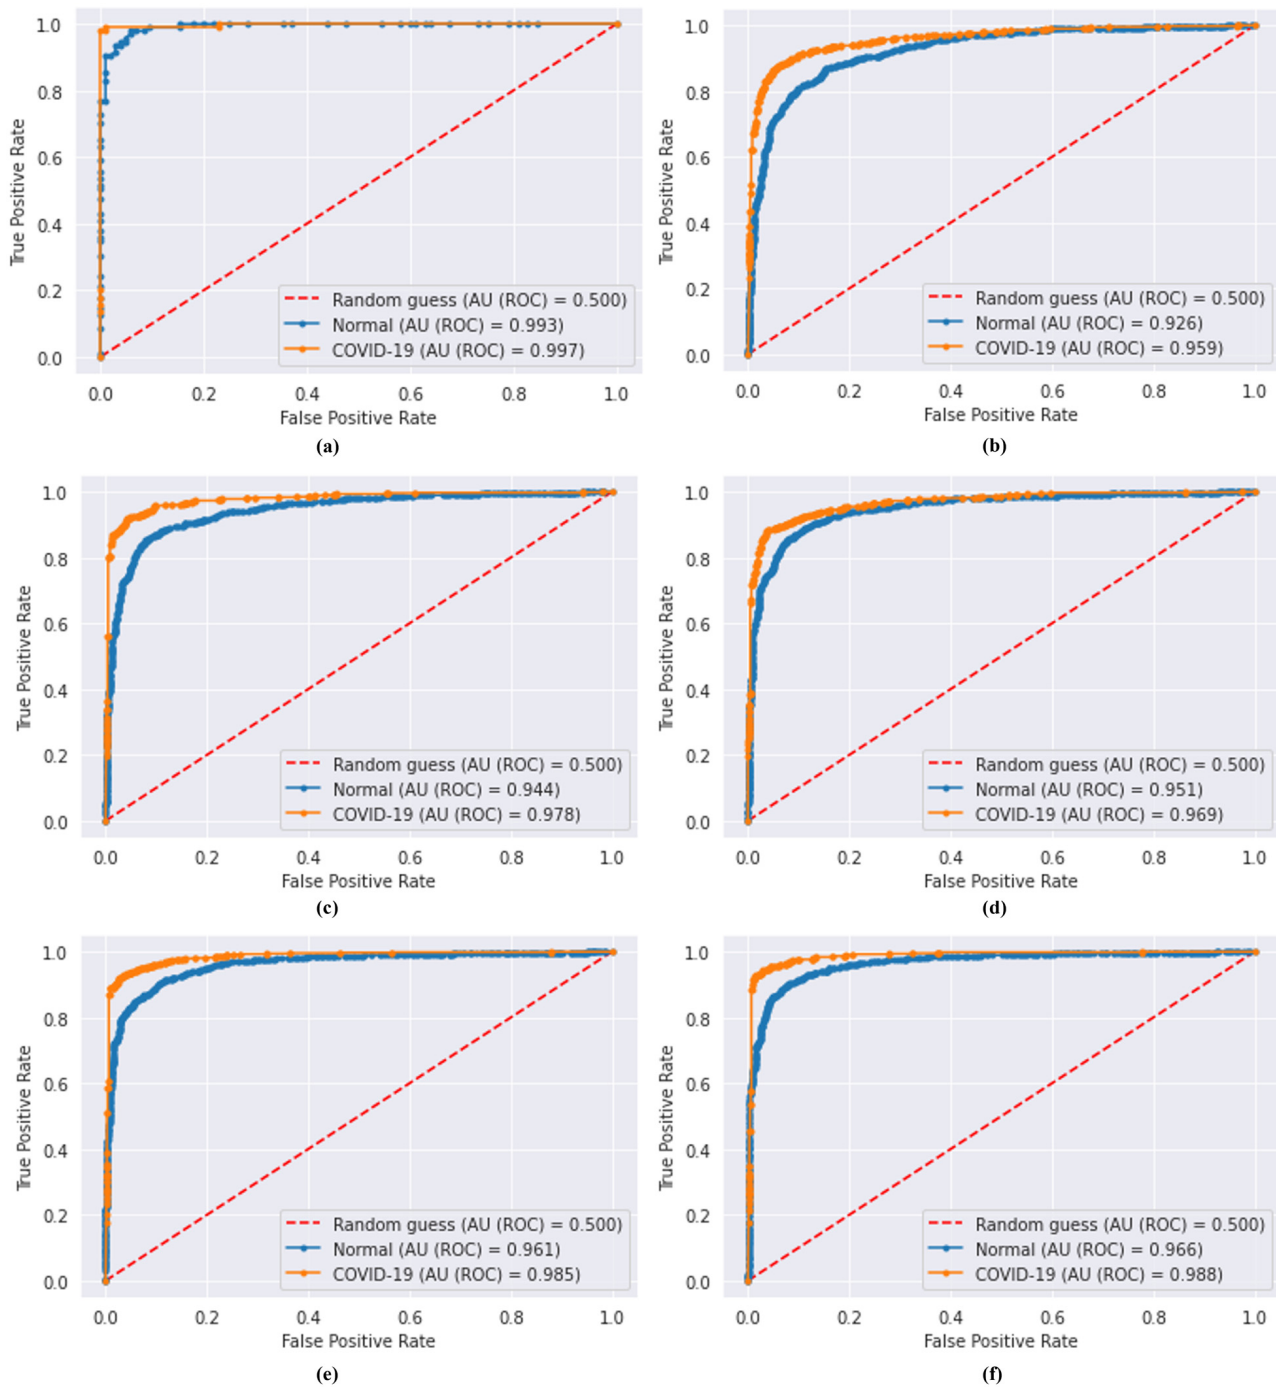 1.0
0.8
0.6
0.4
0.2
0.0
True Positive Rate
Random guess (AU (ROC) = 0.500)
Normal (AU (ROC) = 0.993)
COVID-19 (AU (ROC) = 0.997)
0.0 0.2 0.4 0.6 0.8 1.0
False Positive Rate
(a)
1.0
0.8
0.6
0.4
0.2
0.0
True Positive Rate
Random guess (AU (ROC) = 0.500)
Normal (AU (ROC) = 0.926)
COVID-19 (AU (ROC) = 0.959)
0.0 0.2 0.4 0.6 0.8 1.0
False Positive Rate
(b)
1.0
0.8
0.6
0.4
0.2
0.0
True Positive Rate
Random guess (AU (ROC) = 0.500)
Normal (AU (ROC) = 0.944)
COVID-19 (AU (ROC) = 0.978)
0.0 0.2 0.4 0.6 0.8 1.0
False Positive Rate
(c)
1.0
0.8
0.6
0.4
0.2
0.0
True Positive Rate
Random guess (AU (ROC) = 0.500)
Normal (AU (ROC) = 0.951)
COVID-19 (AU (ROC) = 0.969)
0.0 0.2 0.4 0.6 0.8 1.0
False Positive Rate
(d)
1.0
0.8
0.6
0.4
0.2
0.0
True Positive Rate
Random guess (AU (ROC) = 0.500)
Normal (AU (ROC) = 0.961)
COVID-19 (AU (ROC) = 0.985)
0.0 0.2 0.4 0.6 0.8 1.0
False Positive Rate
(e)
1.0
0.8
0.6
0.4
0.2
0.0
True Positive Rate
Random guess (AU (ROC) = 0.500)
Normal (AU (ROC) = 0.966)
COVID-19 (AU (ROC) = 0.988)
0.0 0.2 0.4 0.6 0.8 1.0
False Positive Rate
(f)